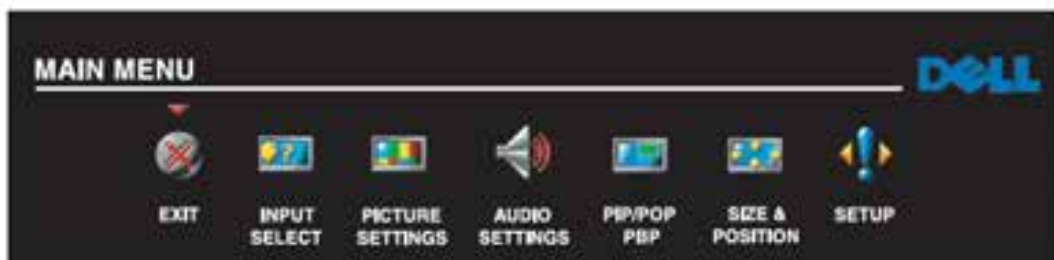 MAIN MENU
DELL
EXIT
INPUT
SELECT
PICTURE
SETTINGS
AUDIO
SETTINGS
PIP/POP
PBP
SIZE &
POSITION
SETUP